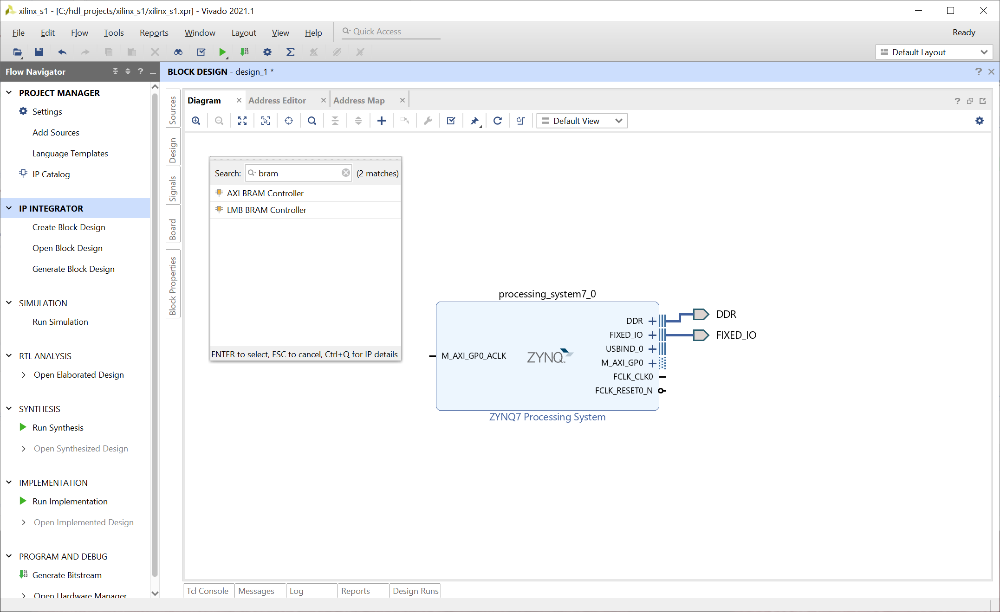 xilinx_s1 - [C:/hdl_projects/xilinx_s1/xilinx_s1.xpr] - Vivado 2021.1
File Edit Flow Tools Reports Window Layout View Help Quick Access Ready
Default Layout
Flow Navigator
PROJECT MANAGER
Settings
Add Sources
Language Templates
IP Catalog
IP INTEGRATOR
Create Block Design
Open Block Design
Generate Block Design
SIMULATION
Run Simulation
RTL ANALYSIS
Open Elaborated Design
SYNTHESIS
Run Synthesis
Open Synthesized Design
IMPLEMENTATION
Run Implementation
Open Implemented Design
PROGRAM AND DEBUG
Generate Bitstream
Open Hardware Manager
BLOCK DESIGN - design_1 *
Sources
Design
Signals
Board
Block Properties
Diagram Address Editor Address Map
Default View
Search: bram (2 matches)
AXI BRAM Controller
LMB BRAM Controller
ENTER to select, ESC to cancel, Ctrl+Q for IP details
processing_system7_0
M_AXI_GP0_ACLK
ZYNQ
DDR
FIXED_IO
USBIND_0
M_AXI_GP0
FCLK_CLK0
FCLK_RESET0_N
DDR
FIXED_IO
ZYNQ7 Processing System
Tcl Console Messages Log Reports Design Runs